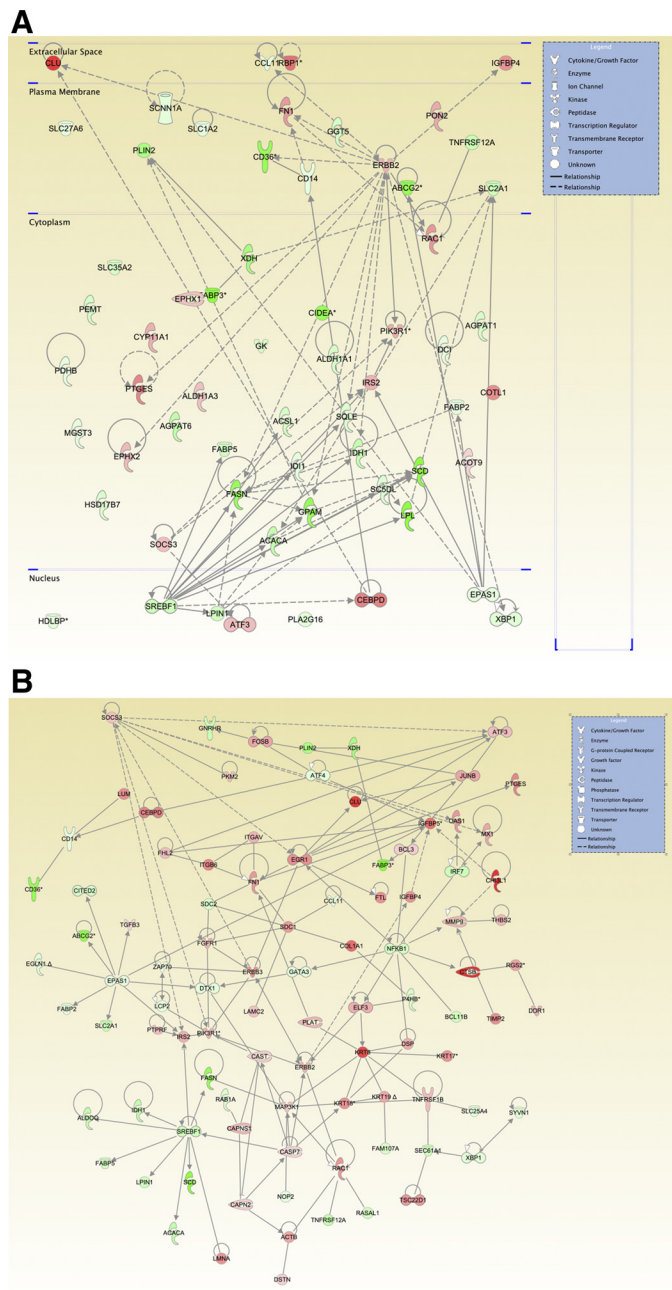 A
Extracellular Space
CLU
CCL11
RBP1*
IGFBP4
Plasma Membrane
SCNN1A
FN1
PON2
SLC27A6
SLC1A2
GGT5
TNFRSF12A
PLIN2
CD36*
ERBB2
CD14
ABCG2*
SLC2A1
Cytoplasm
RAC1
XDH
SLC35A2
EPHX1
FABP3*
PEMT
CIDEA*
AGPAT1
CYP11A1
PIK3R1*
GK
DCI
PDHB
ALDH1A1
PTGES
IRS2
ALDH1A3
COTL1
FABP2
AGPAT6
ACSL1
SQLE
MGST3
EPHX2
FABP5
IDI1
IDH1
ACOT9
SCD
FASN
SC5DL
HSD17B7
GPAM
LPL
SOCS3
ACACA
Nucleus
SREBF1
CEBPD
EPAS1
LPIN1
HDLBP*
ATF3
PLA2G16
XBP1
Legend
Cytokine/Growth Factor
Enzyme
Ion Channel
Kinase
Peptidase
Transcription Regulator
Transmembrane Receptor
Transporter
Unknown
Relationship
Relationship
B
SOCS3
GNRHR
FOSB
PLIN2
XDH
ATF3
PKM2
ATF4
JUNB
PTGES
LUM
CLU
CEBPD
IGFBP5*
OAS1
MX1
CD14
ITGAV
BCL3
FHL2
EGR1
ITGB6
FABP3*
IRF7
CD36*
FN1
CHI3L1
CITED2
FTL
IGFBP4
SDC2
CCL11
ABCG2*
TGFB3
SDC1
MMP9
THBS2
FGFR1
COL1A1
NFKB1
EGLN1 Δ
ZAP70
ERBB3
GATA3
CTSB
RGS2*
EPAS1
DTX1
P4HB*
FABP2
LCP2
ELF3
DDR1
SLC2A1
LAMC2
PLAT
BCL11B
TIMP2
PTPRF
IRS2
PIK3R1*
DSP
CAST
KRT8
KRT17*
ERBB2
FASN
RAB1A
KRT19 Δ
TNFRSF1B
ALDOC
IDH1
MAP3K1
KRT18*
SLC25A4
SYVN1
SREBF1
CAPNS1
CASP7
FAM107A
SEC61A1
XBP1
FABP5
RAC1
LPIN1
SCD
NOP2
CAPN2
TSC22D1
RASAL1
TNFRSF12A
ACACA
ACTB
LMNA
DSTN
Legend
Cytokine/Growth Factor
Enzyme
G-protein Coupled Receptor
Growth factor
Kinase
Peptidase
Phosphatase
Transcription Regulator
Transmembrane Receptor
Transporter
Unknown
Relationship
Relationship